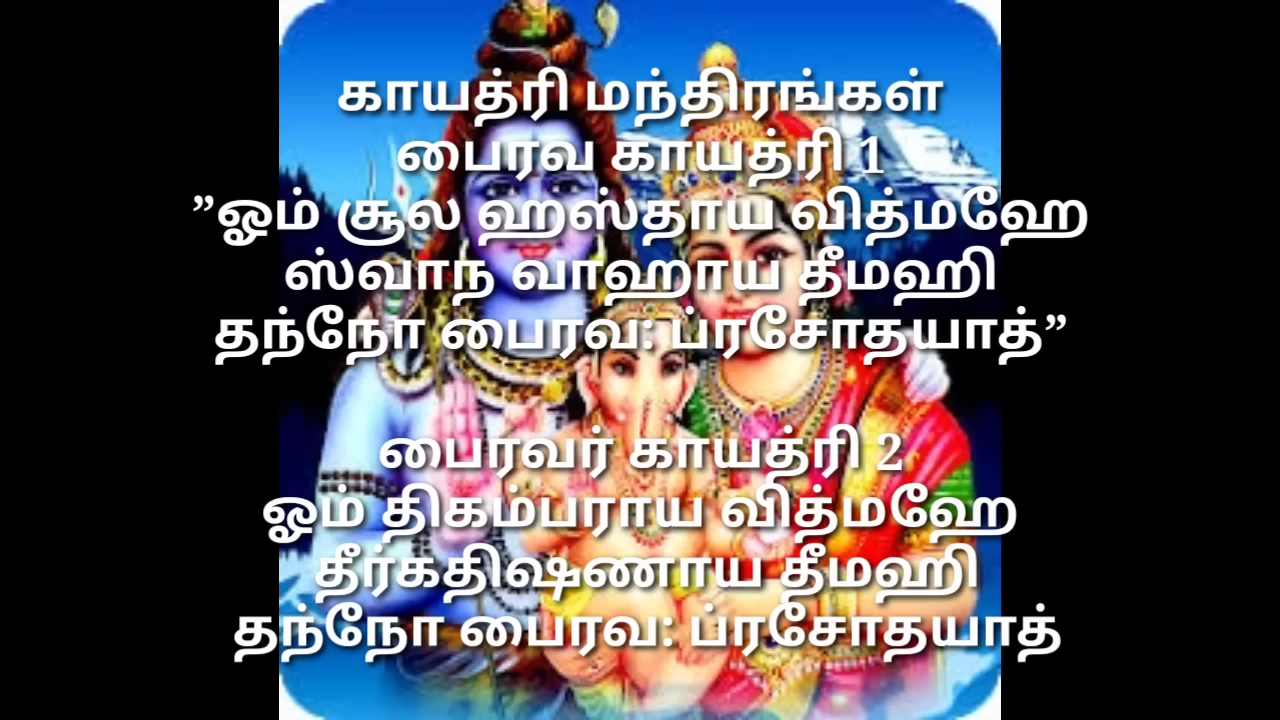 காயத்ரி மந்திரங்கள்
பைரவ காயத்ரி 1
”ஓம் சூல ஹஸ்தாய வித்மஹே
ஸ்வாந வாஹாய தீமஹி
தந்நோ பைரவ: ப்ரசோதயாத்”
பைரவர் காயத்ரி 2
ஓம் திகம்பராய வித்மஹே
தீர்கதிஷணாய தீமஹி
தந்நோ பைரவ: ப்ரசோதயாத்